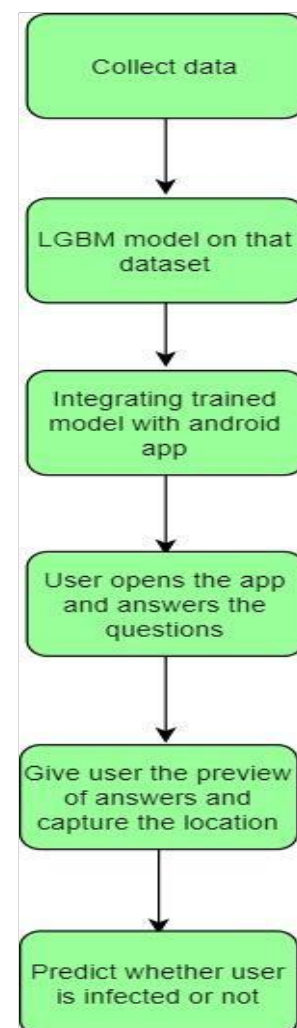 Collect data
LGBM model on that
dataset
Integrating trained
model with android
app
User opens the app
and answers the
questions
Give user the preview
of answers and
capture the location
Predict whether user
is infected or not